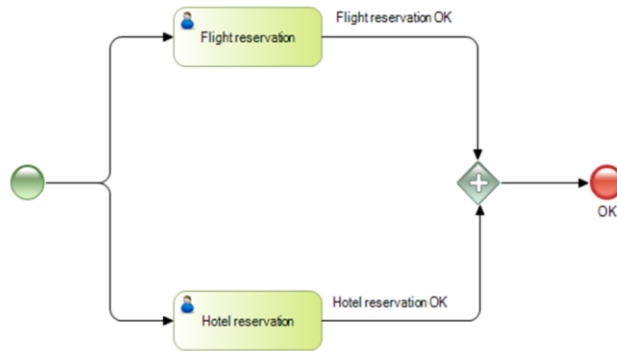 Flight reservation OK
Flight reservation
OK
Hotel reservation OK
Hotel reservation